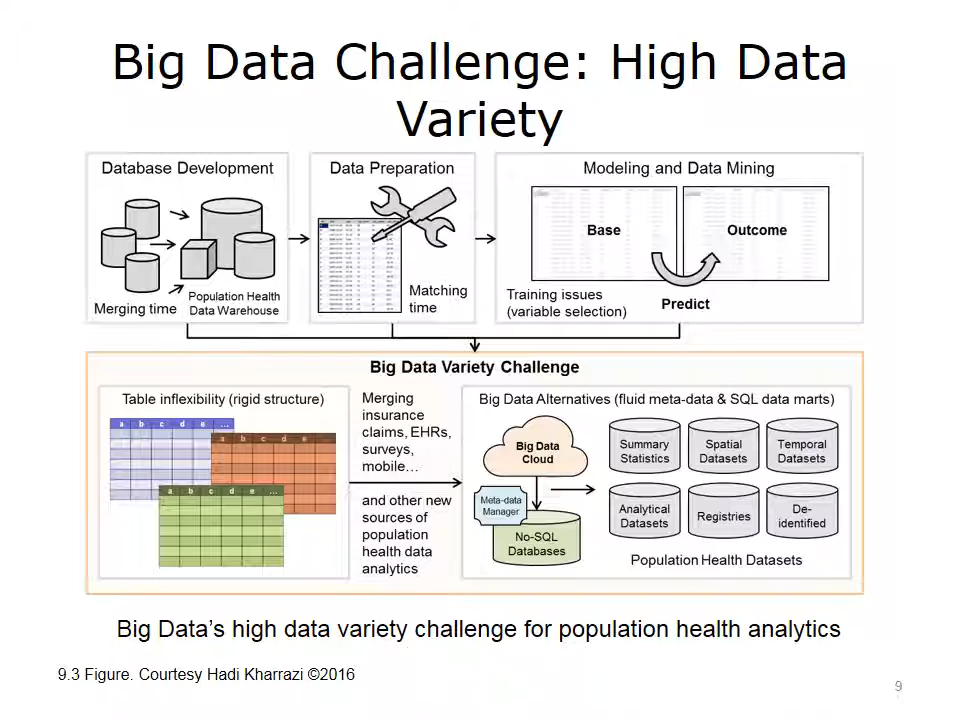 Big Data Challenge: High Data
Variety
Database Development
Merging time
Population Health
Data Warehouse
Data Preparation
Matching
time
Modeling and Data Mining
Base
Outcome
Training issues
(variable selection)
Predict
Big Data Variety Challenge
Table inflexibility (rigid structure)
a b c d e ...
a b c d e
a b c d e ...
Merging
insurance
claims, EHRs,
surveys,
mobile…
and other new
sources of
population
health data
analytics
Big Data Alternatives (fluid meta-data & SQL data marts)
Big Data
Cloud
Meta-data
Manager
No-SQL
Databases
Summary
Statistics
Spatial
Datasets
Temporal
Datasets
Analytical
Datasets
Registries
De-
identified
Population Health Datasets
Big Data’s high data variety challenge for population health analytics
9.3 Figure. Courtesy Hadi Kharrazi ©2016
9